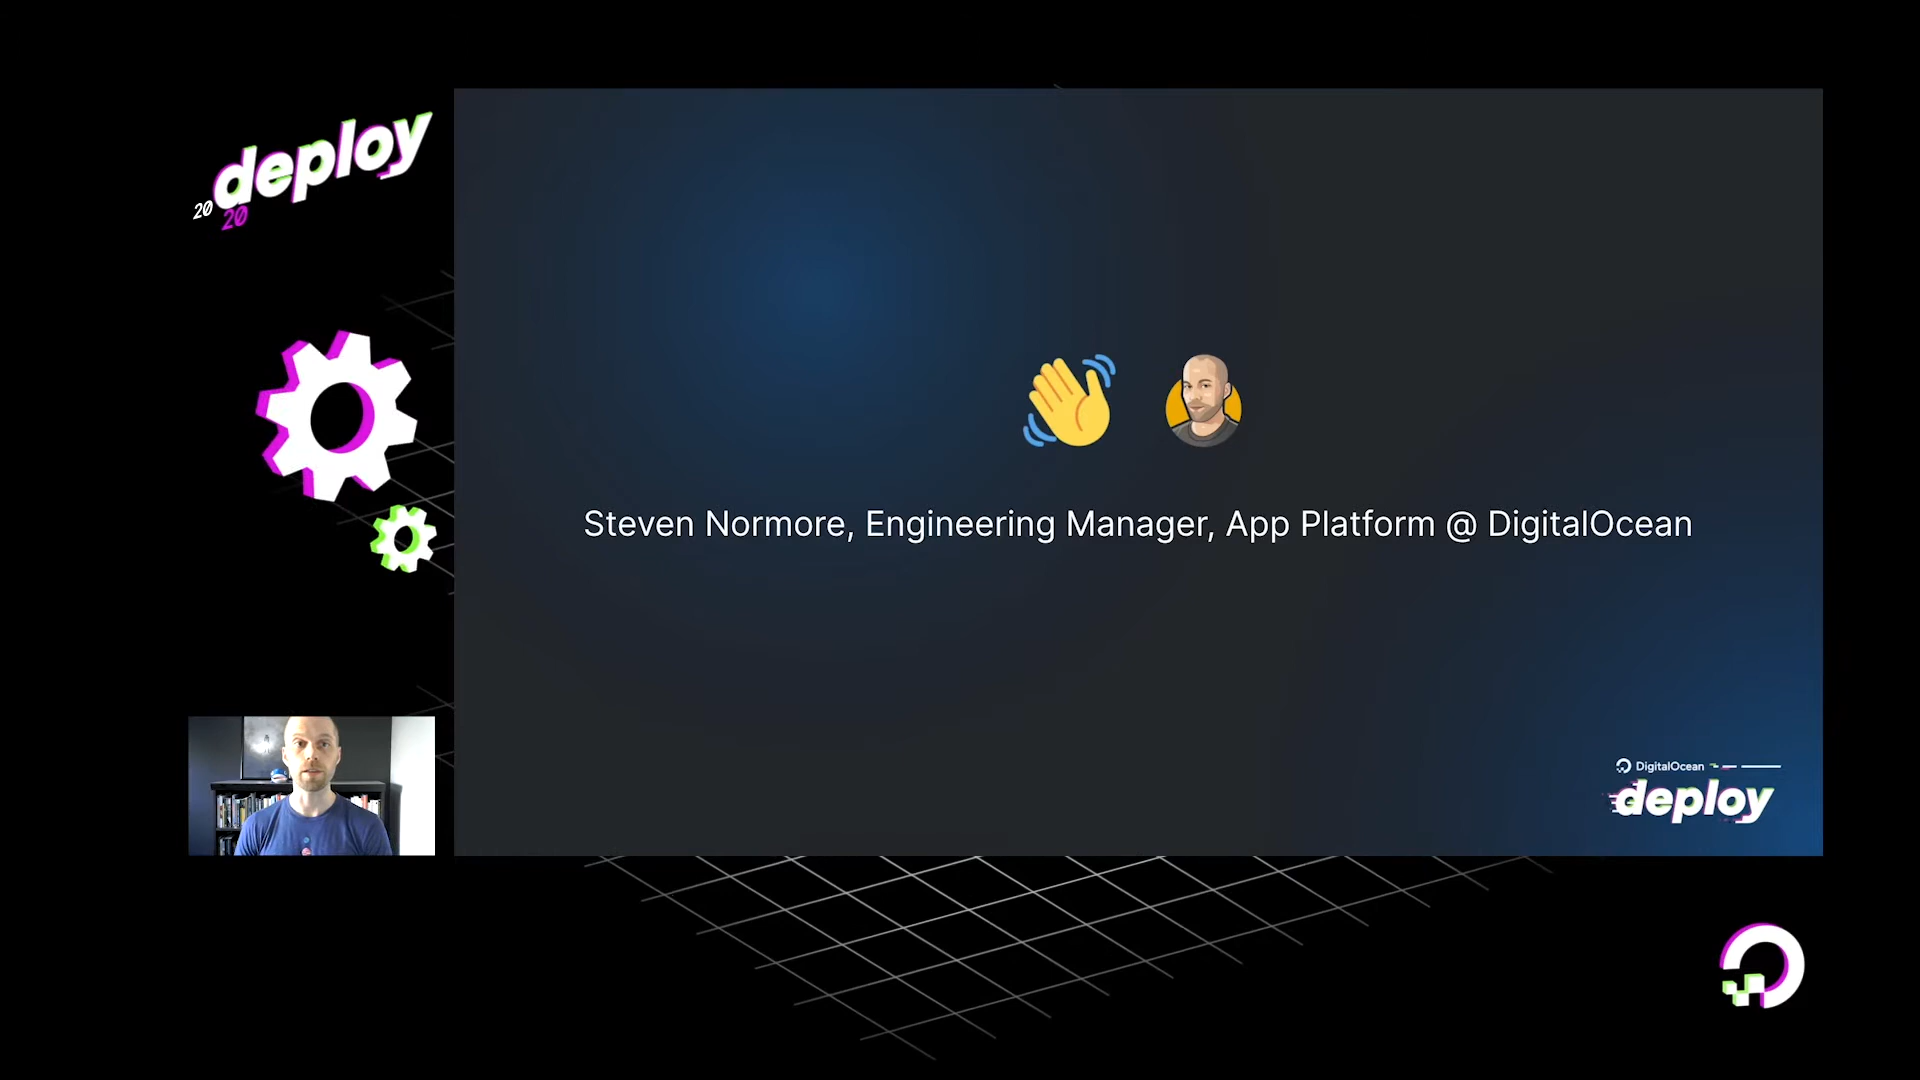 deploy
20
20
Steven Normore, Engineering Manager, App Platform @ DigitalOcean
DigitalOcean
deploy